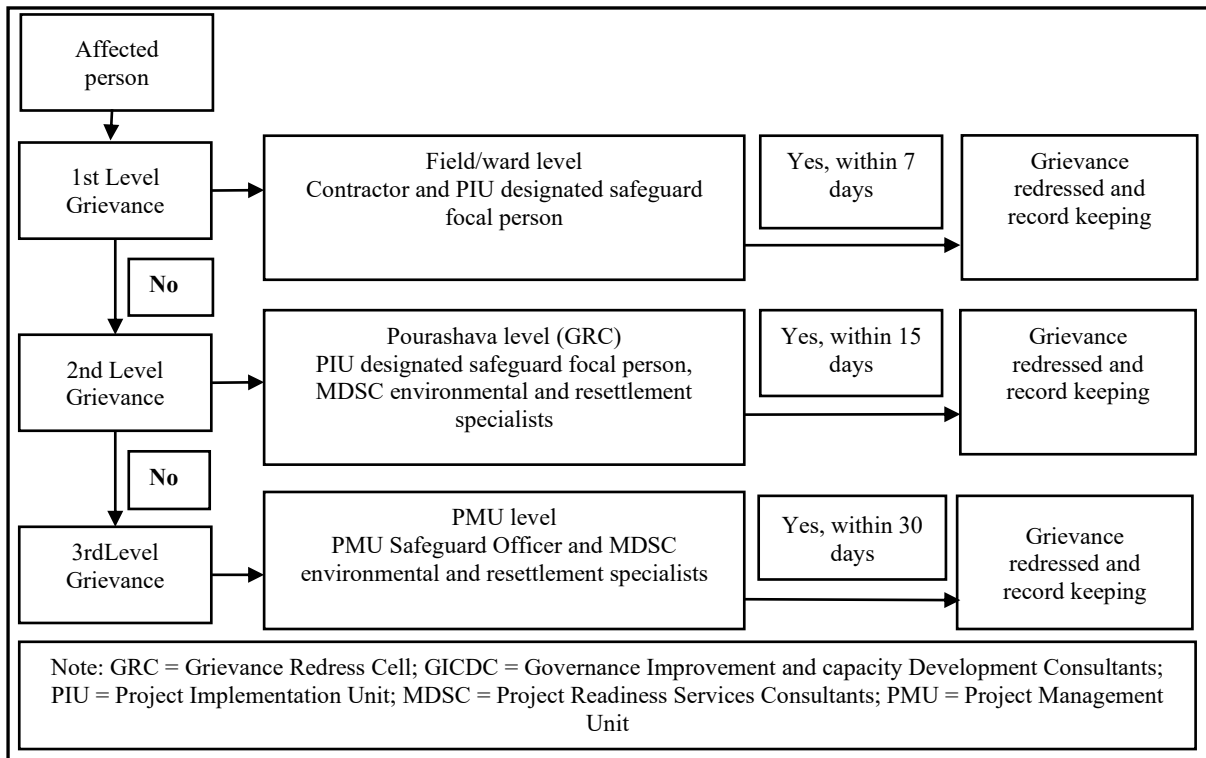 Affected
person
1st Level
Grievance
Field/ward level
Contractor and PIU designated safeguard
focal person
Yes, within 7
days
Grievance
redressed and
record keeping
No
2nd Level
Grievance
Pourashava level (GRC)
PIU designated safeguard focal person,
MDSC environmental and resettlement
specialists
Yes, within 15
days
Grievance
redressed and
record keeping
No
3rdLevel
Grievance
PMU level
PMU Safeguard Officer and MDSC
environmental and resettlement specialists
Yes, within 30
days
Grievance
redressed and
record keeping
Note: GRC = Grievance Redress Cell; GICDC = Governance Improvement and capacity Development Consultants;
PIU = Project Implementation Unit; MDSC = Project Readiness Services Consultants; PMU = Project Management
Unit